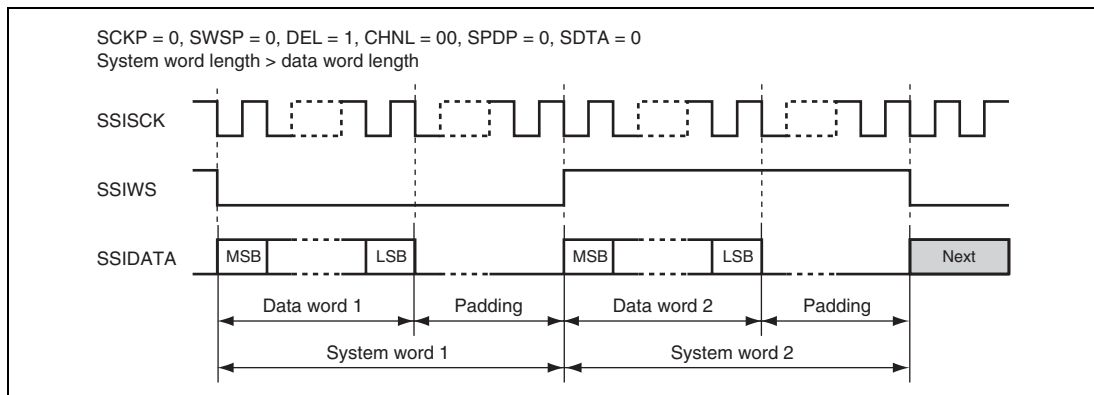 SCKP = 0, SWSP = 0, DEL = 1, CHNL = 00, SPDP = 0, SDTA = 0
System word length > data word length
SSISCK
SSIWS
SSIDATA
MSB LSB MSB LSB Next
Data word 1 Padding Data word 2 Padding
System word 1 System word 2